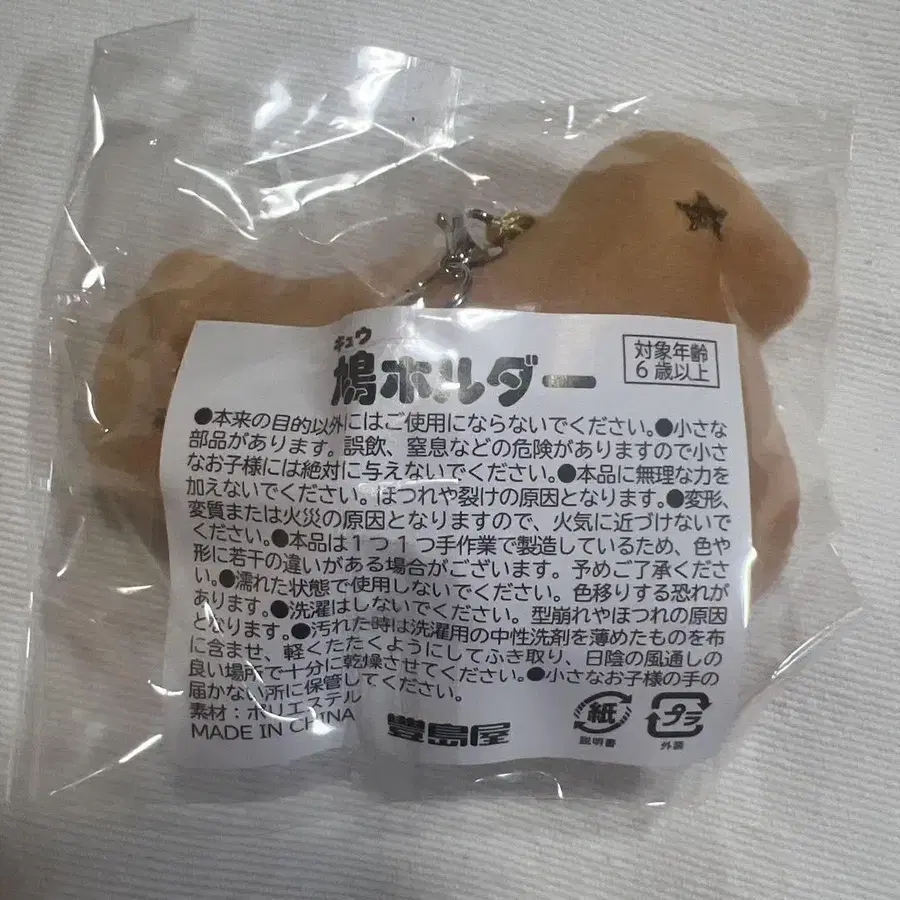 キュウ
鳩ホルダー
対象年齢
6歳以上
●本来の目的以外にはご使用にならないでください。●小さな
部品があります。誤飲、窒息などの危険がありますので小さ
なお子様には絶対に与えないでください。●本品に無理な力を
加えないでください。ほつれや裂けの原因となります。●変形、
変質または火災の原因となりますので、火気に近づけないで
ください。●本品は1つ1つ手作業で製造しているため、色や
形に若干の違いがある場合がございます。予めご了承くださ
い。●濡れた状態で使用しないでください。色移りする恐れが
あります。●洗濯はしないでください。型崩れやほつれの原因
となります。●汚れた時は洗濯用の中性洗剤を薄めたものを布
に含ませ、軽くたたくようにしてふき取り、日陰の風通しの
良い場所で十分に乾燥させてください。●小さなお子様の手の
届かない所に保管してください。
素材:ポリエステル
MADE IN CHINA
豊島屋
紙
説明書
プラ
外装